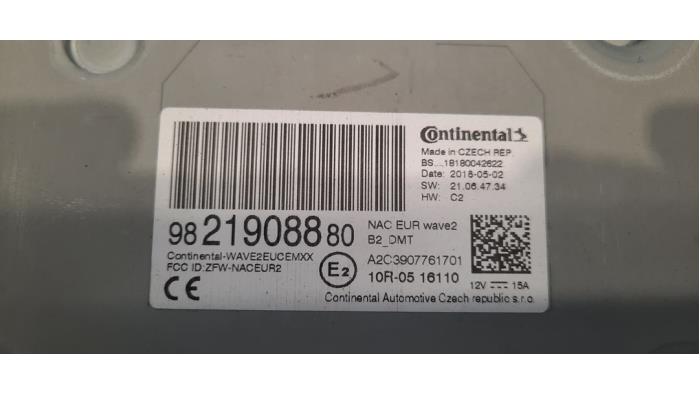 Continental
Made in CZECH REP.
BS....18180042622
Date: 2018-05-02
SW: 21.06.47.34
HW: C2
98 219088 80
NAC EUR wave2
B2_DMT
Continental-WAVE2EUCEMXX
FCC ID:ZFW-NACEUR2
CE
E2
A2C3907761701
10R-05 16110
12V ⎓ 15A
Continental Automotive Czech republic s.r.o.